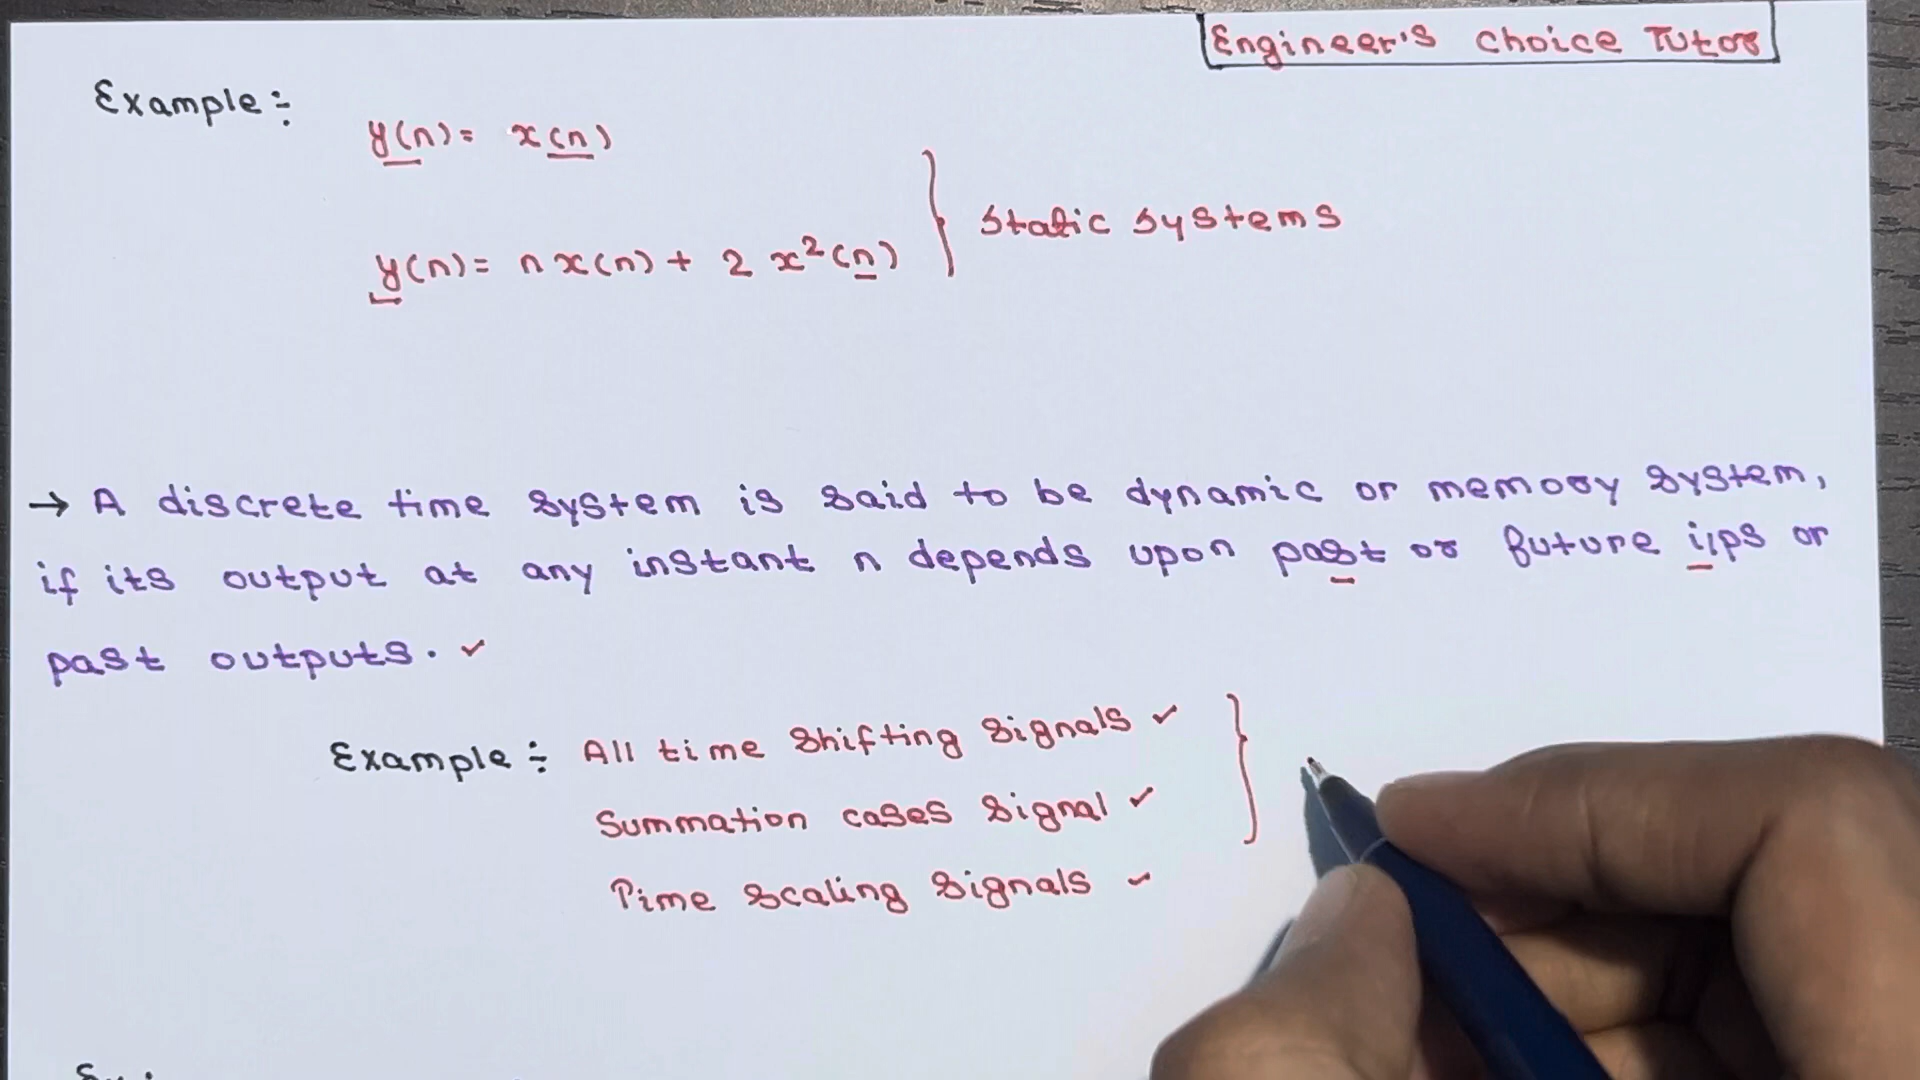 Engineer's choice Tutor
Example:-
y(n) = x(n)
y(n) = n x(n) + 2 x²(n)
Static systems
→ A discrete time system is said to be dynamic or memory system,
if its output at any instant n depends upon past or future i/ps or
past outputs. ✓
Example:- All time shifting signals ✓
Summation cases signal ✓
Time scaling signals ✓